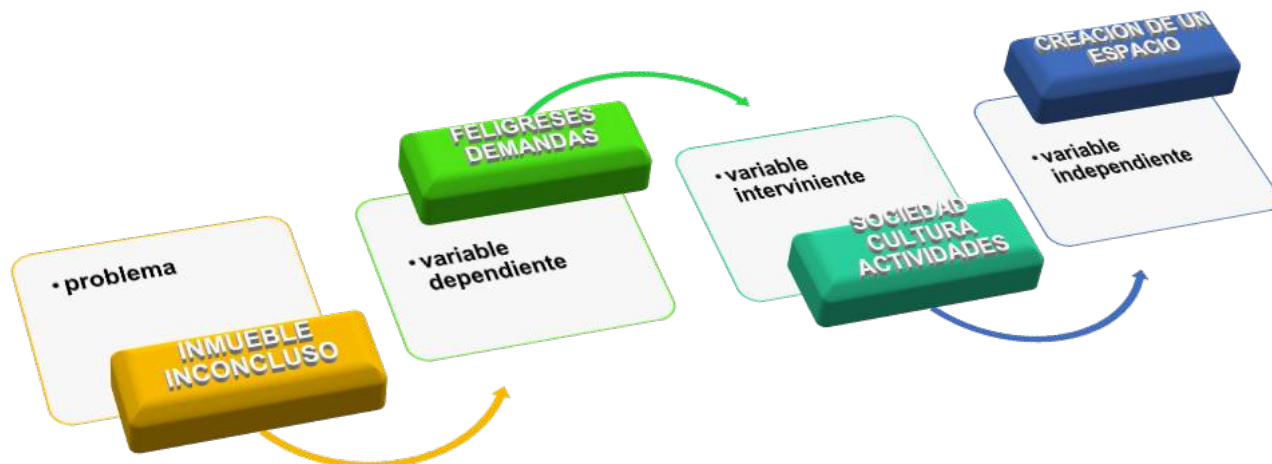 • problema
INMUEBLE
INCONCLUSO
FELIGRESES
DEMANDAS
• variable
dependiente
• variable
interviniente
SOCIEDAD
CULTURA
ACTIVIDADES
CREACION DE UN
ESPACIO
• variable
independiente